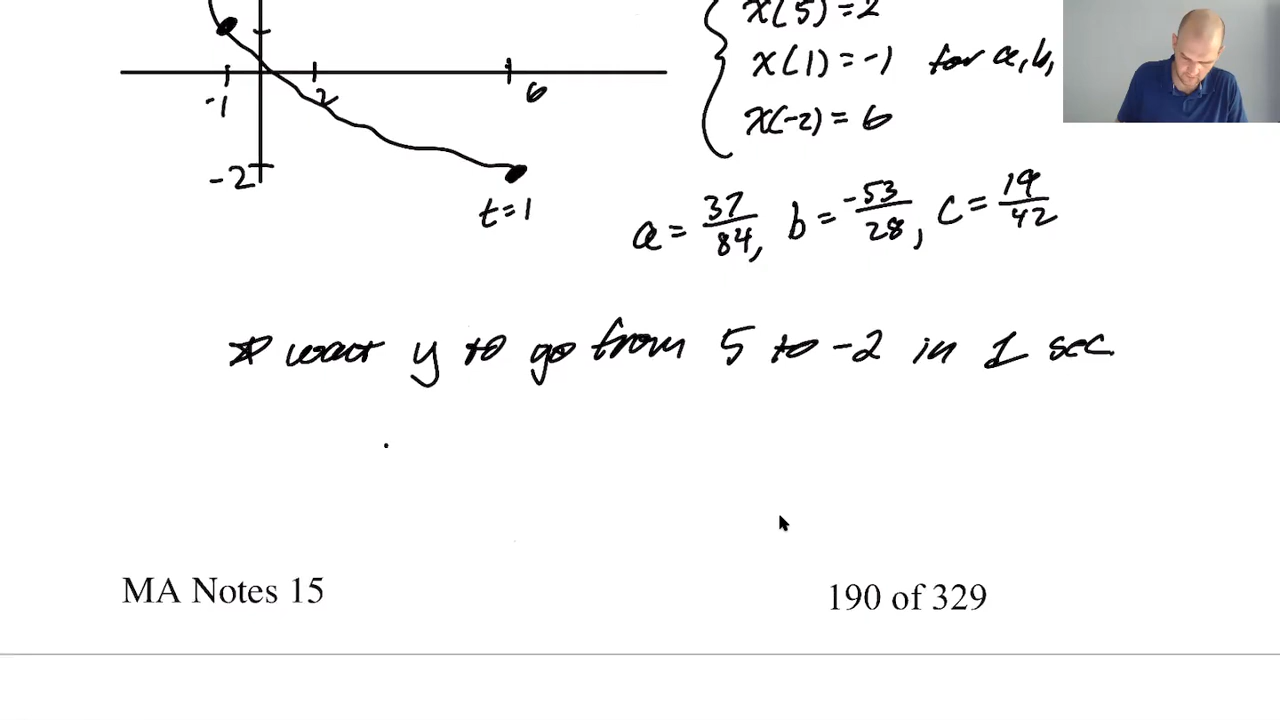 x(5)=2
x(1)=-1 for a, b,
x(-2)=6
-1 2 6
-2
t=1
a=37/84, b=-53/28, c=19/42
* want y to go from 5 to -2 in 1 sec
MA Notes 15
190 of 329